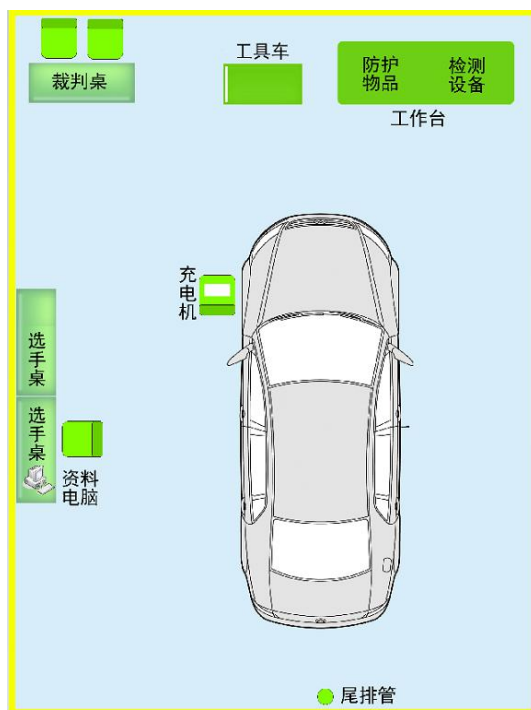 工具车
裁判桌
防护
物品
检测
设备
工作台
充
电
机
选
手
桌
选
手
桌
资料
电脑
尾排管